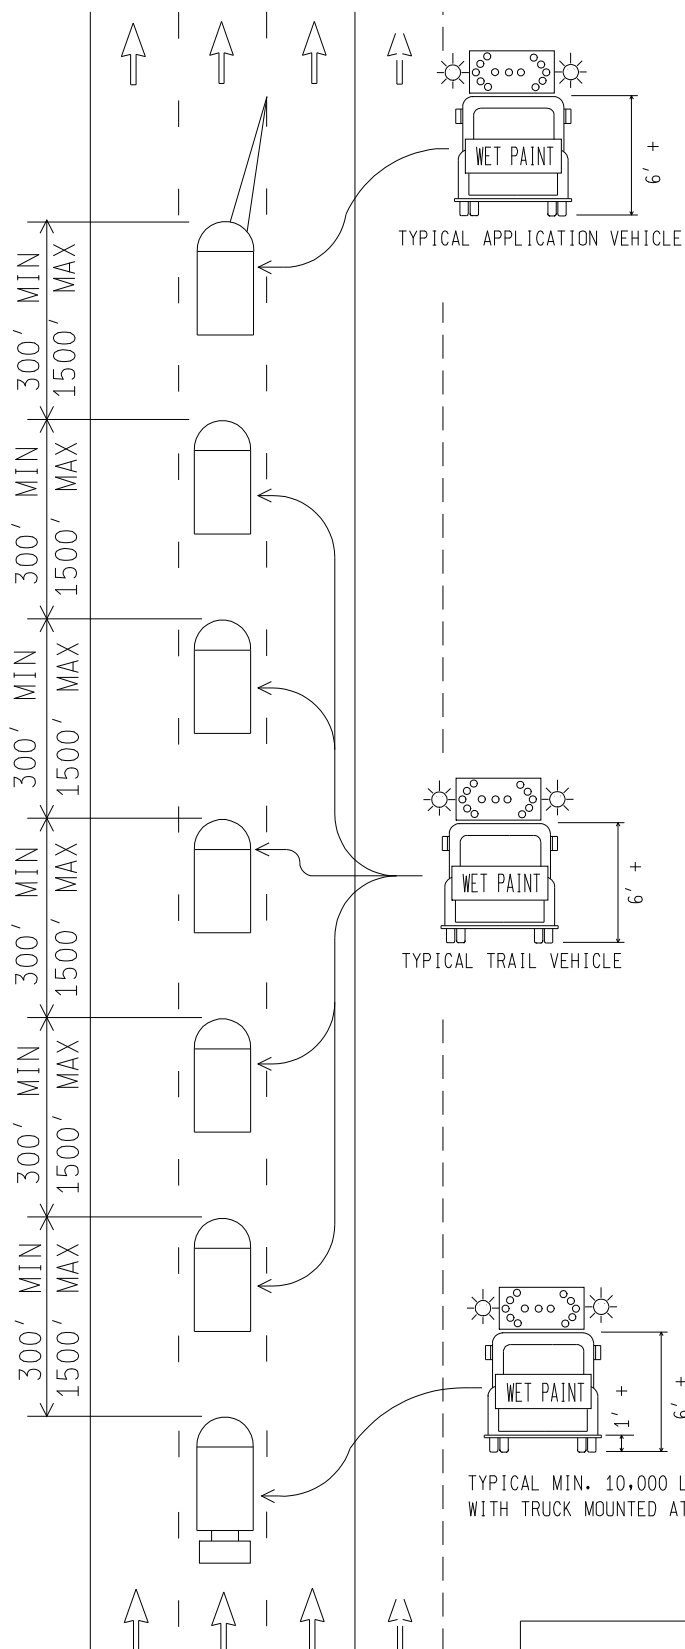 WET PAINT
6' +
TYPICAL APPLICATION VEHICLE
300' MIN
1500' MAX
300' MIN
1500' MAX
300' MIN
1500' MAX
300' MIN
1500' MAX
WET PAINT
6' +
TYPICAL TRAIL VEHICLE
300' MIN
1500' MAX
300' MIN
1500' MAX
WET PAINT
1' +
6' +
TYPICAL MIN. 10,000 L
WITH TRUCK MOUNTED AT